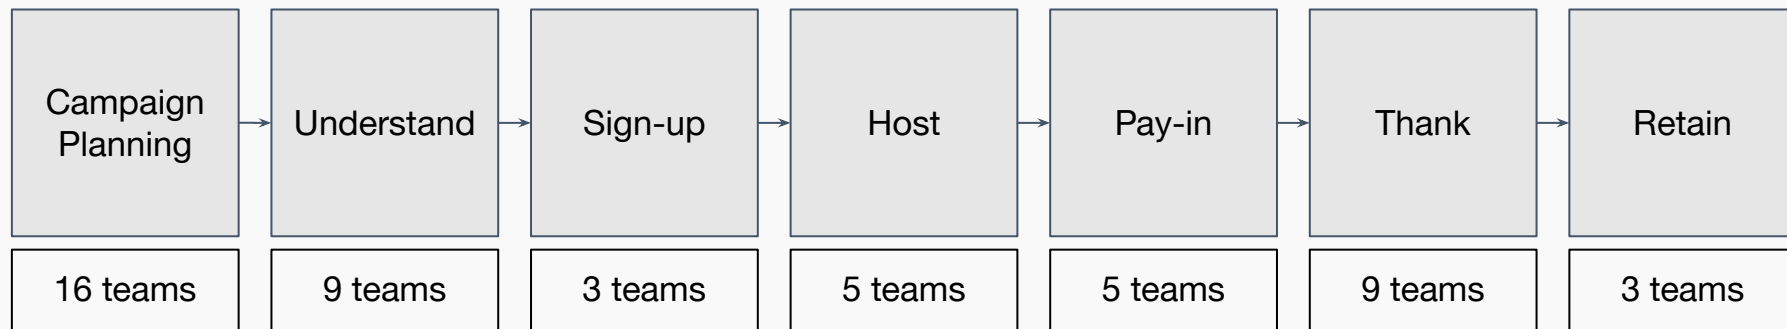 Campaign
Planning
Understand
Sign-up
Host
Pay-in
Thank
Retain
16 teams
9 teams
3 teams
5 teams
5 teams
9 teams
3 teams